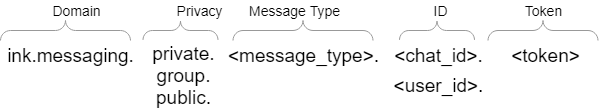 Domain Privacy Message Type ID Token
ink.messaging. private. <message_type>. <chat_id>. <token>
group. <user_id>.
public.